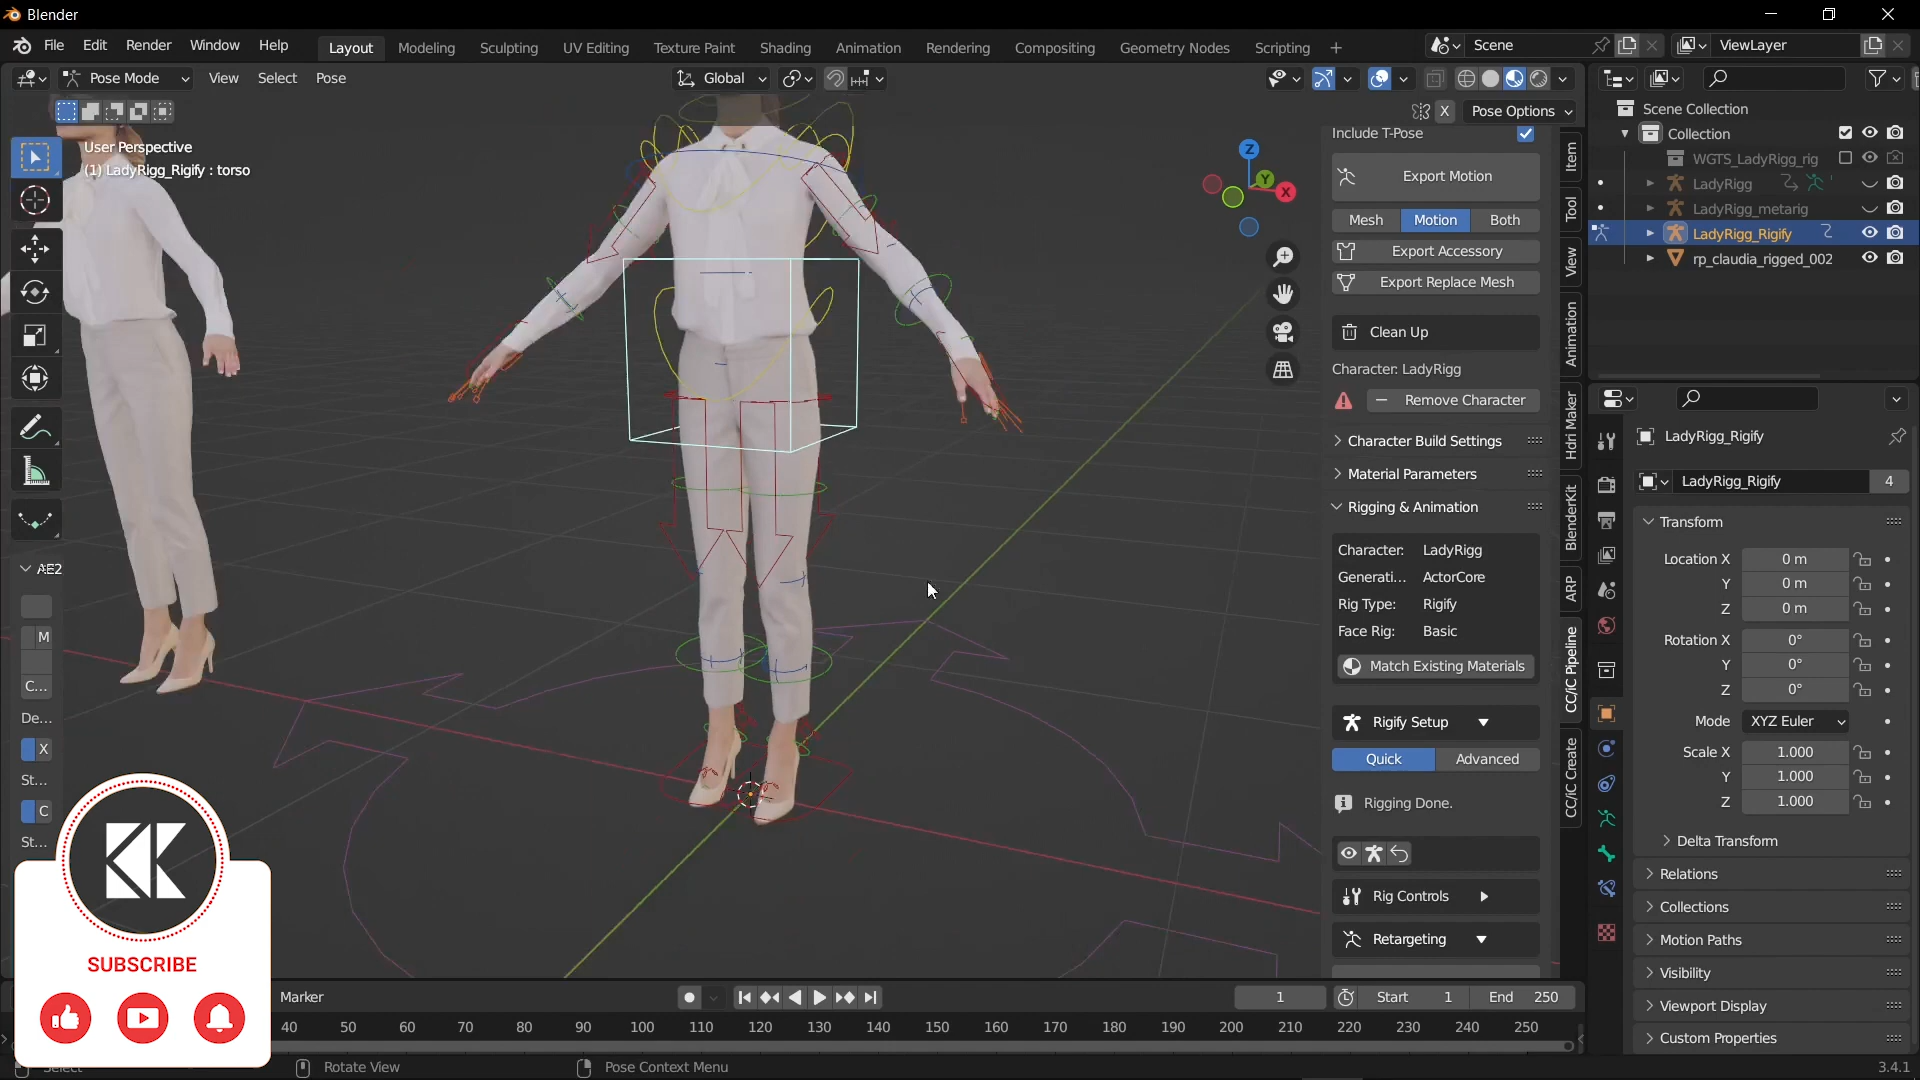 Blender
File Edit Render Window Help Layout Modeling Sculpting UV Editing Texture Paint Shading Animation Rendering Compositing Geometry Nodes Scripting + Scene ViewLayer
Pose Mode View Select Pose Global
X Pose Options
User Perspective
(1) LadyRigg_Rigify : torso
Z
Y
X
AE2
M
C...
De...
X
St...
C
St...
Include T-Pose
Export Motion
Mesh Motion Both
Export Accessory
Export Replace Mesh
Clean Up
Character: LadyRigg
Remove Character
Character Build Settings
Material Parameters
Rigging & Animation
Character: LadyRigg
Generati... ActorCore
Rig Type: Rigify
Face Rig: Basic
Match Existing Materials
Rigify Setup
Quick Advanced
Rigging Done.
Rig Controls
Retargeting
Item
Tool
View
Animation
Hdri Maker
BlenderKit
ARP
CC/iC Pipeline
CC/iC Create
Scene Collection
Collection
WGTS_LadyRigg_rig
LadyRigg
LadyRigg_metarig
LadyRigg_Rigify
rp_claudia_rigged_002
LadyRigg_Rigify
LadyRigg_Rigify 4
Transform
Location X 0 m
Y 0 m
Z 0 m
Rotation X 0°
Y 0°
Z 0°
Mode XYZ Euler
Scale X 1.000
Y 1.000
Z 1.000
Delta Transform
Relations
Collections
Motion Paths
Visibility
Viewport Display
Custom Properties
SUBSCRIBE
Marker 1 Start 1 End 250
40 50 60 70 80 90 100 110 120 130 140 150 160 170 180 190 200 210 220 230 240 250
Select Rotate View Pose Context Menu 3.4.1